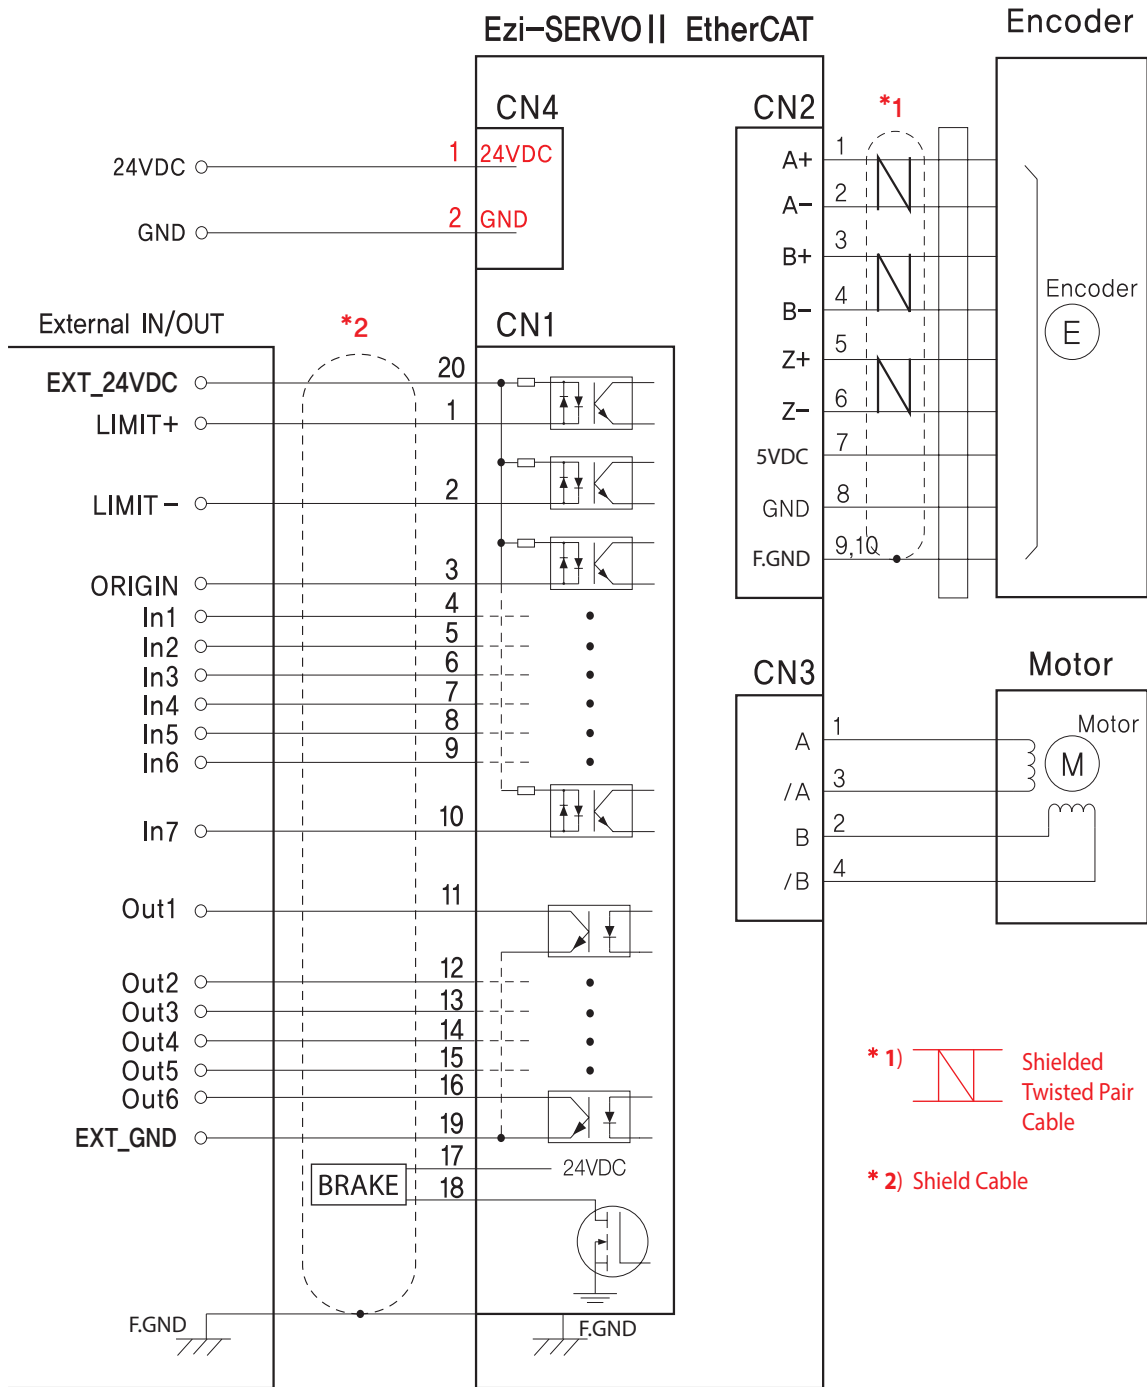 Ezi-SERVOII EtherCAT
Encoder
CN4
24VDC
1
24VDC
GND
2
GND
CN2
*1
A+
1
A-
2
B+
3
B-
4
Z+
5
Z-
6
5VDC
7
GND
8
F.GND
9,10
Encoder
E
External IN/OUT
*2
CN1
EXT_24VDC
20
LIMIT+
1
LIMIT-
2
ORIGIN
3
In1
4
In2
5
In3
6
In4
7
In5
8
In6
9
In7
10
Out1
11
Out2
12
Out3
13
Out4
14
Out5
15
Out6
16
EXT_GND
19
BRAKE
17
24VDC
18
F.GND
F.GND
CN3
Motor
A
1
/A
3
B
2
/B
4
Motor
M
* 1)
Shielded
Twisted Pair
Cable
* 2) Shield Cable